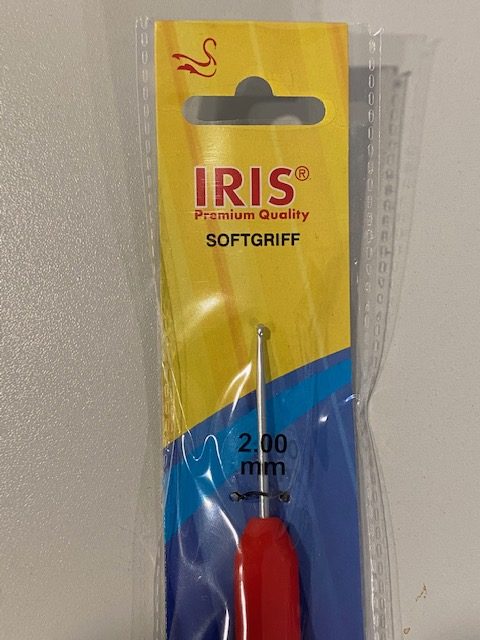 IRIS®
Premium Quality
SOFTGRIFF
2.00
mm